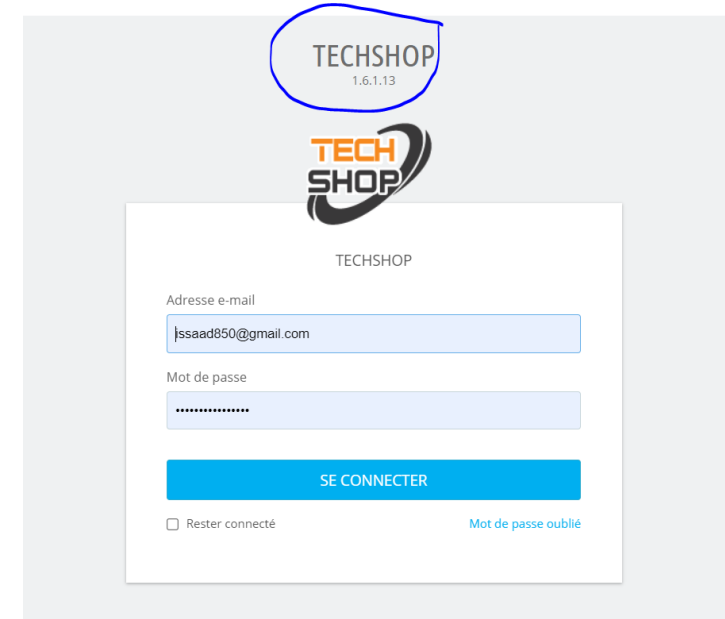 TECHSHOP
1.6.1.13
TECH
SHOP
TECHSHOP
Adresse e-mail
issaad850@gmail.com
Mot de passe
••••••••••••••••
SE CONNECTER
Rester connecté
Mot de passe oublié